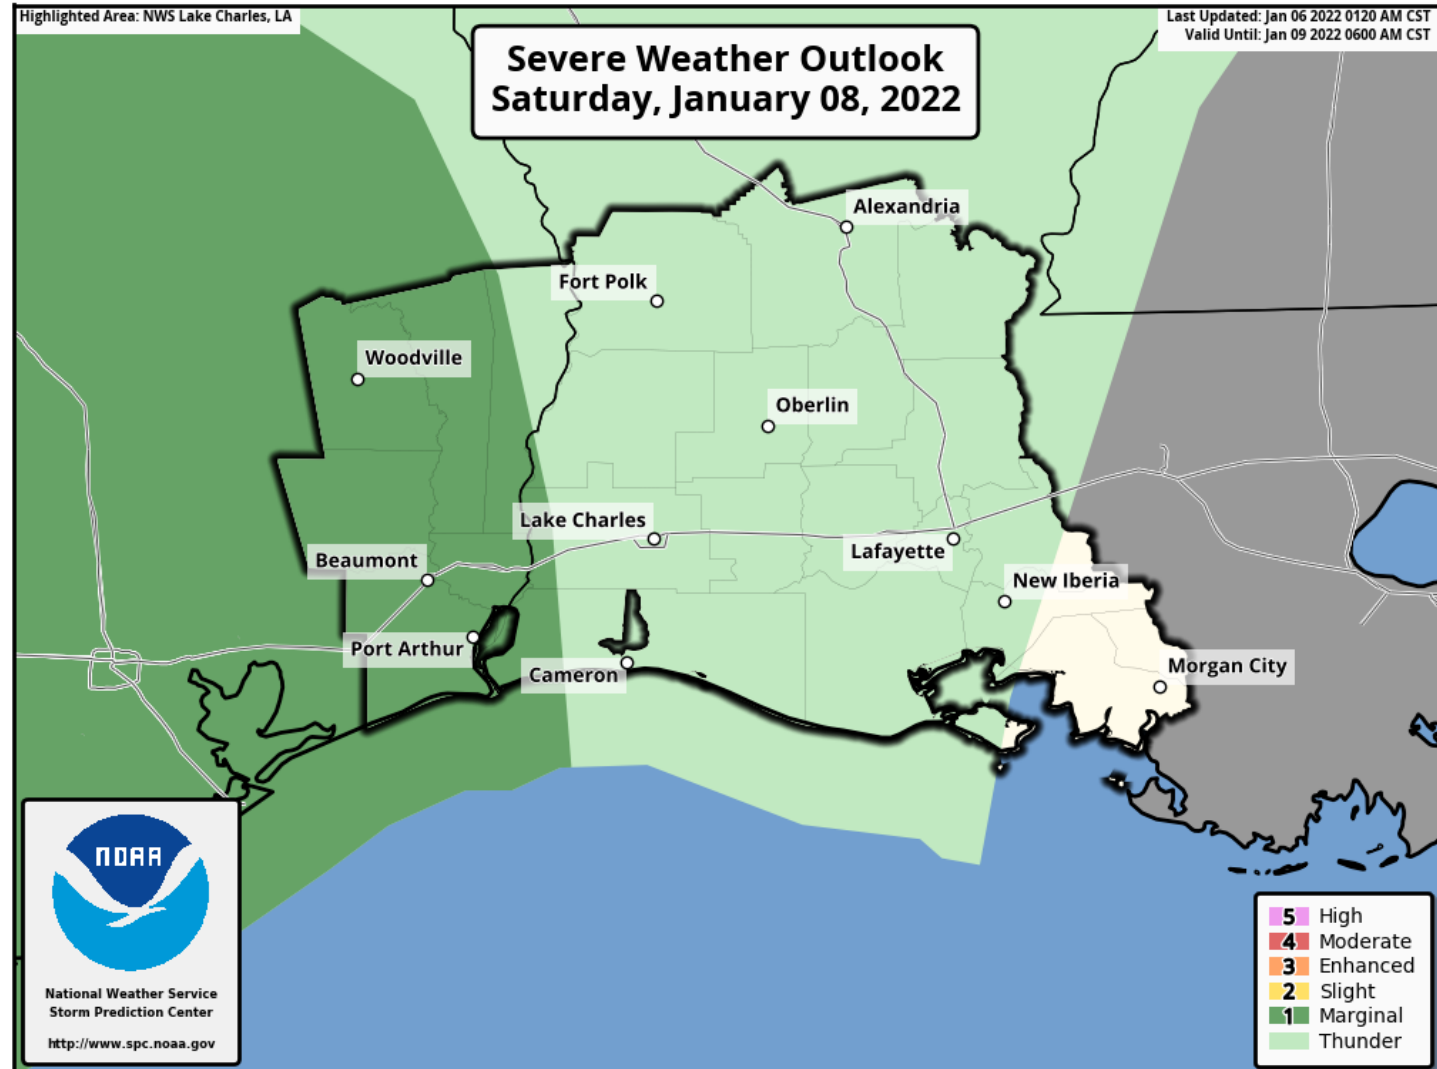 Highlighted Area: NWS Lake Charles, LA
Last Updated: Jan 06 2022 0120 AM CST
Valid Until: Jan 09 2022 0600 AM CST
Severe Weather Outlook
Saturday, January 08, 2022
Alexandria
Fort Polk
Woodville
Oberlin
Lake Charles
Lafayette
Beaumont
New Iberia
Port Arthur
Cameron
Morgan City
NOAA
National Weather Service
Storm Prediction Center
http://www.spc.noaa.gov
5 High
4 Moderate
3 Enhanced
2 Slight
1 Marginal
Thunder